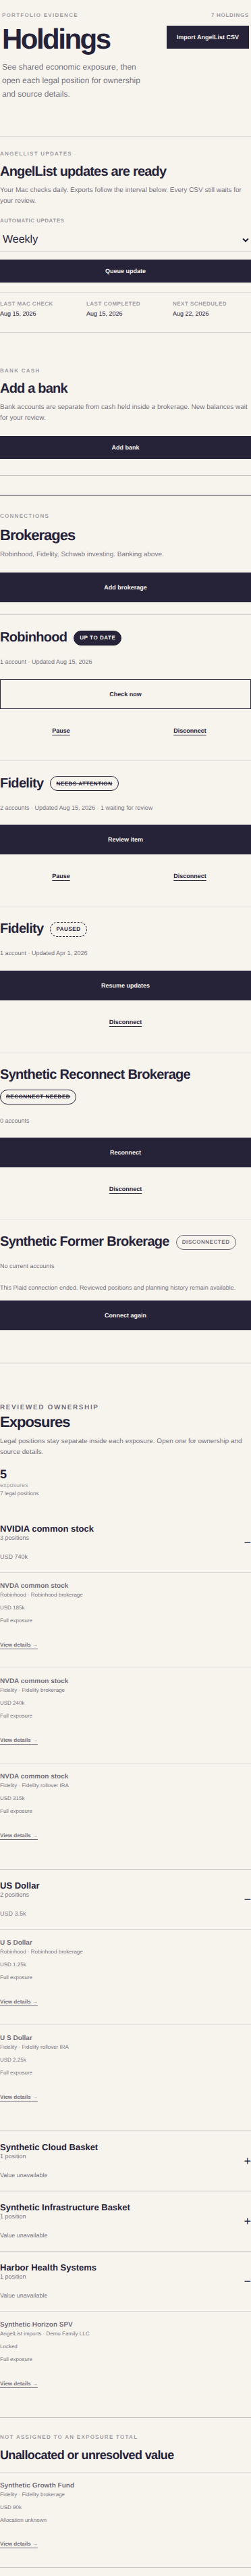 PORTFOLIO EVIDENCE
7 HOLDINGS
Holdings
Import AngelList CSV
See shared economic exposure, then
open each legal position for ownership
and source details.
ANGELLIST UPDATES
AngelList updates are ready
Your Mac checks daily. Exports follow the interval below. Every CSV still waits for
your review.
AUTOMATIC UPDATES
Weekly
Queue update
LAST MAC CHECK
LAST COMPLETED
NEXT SCHEDULED
Aug 15, 2026
Aug 15, 2026
Aug 22, 2026
BANK CASH
Add a bank
Bank accounts are separate from cash held inside a brokerage. New balances wait
for your review.
Add bank
CONNECTIONS
Brokerages
Robinhood, Fidelity, Schwab investing. Banking above.
Add brokerage
Robinhood UP TO DATE
1 account · Updated Aug 15, 2026
Check now
Pause
Disconnect
Fidelity NEEDS ATTENTION
2 accounts · Updated Aug 15, 2026 · 1 waiting for review
Review item
Pause
Disconnect
Fidelity PAUSED
1 account · Updated Apr 1, 2026
Resume updates
Disconnect
Synthetic Reconnect Brokerage
RECONNECT NEEDED
0 accounts
Reconnect
Disconnect
Synthetic Former Brokerage DISCONNECTED
No current accounts
This Plaid connection ended. Reviewed positions and planning history remain available.
Connect again
REVIEWED OWNERSHIP
Exposures
Legal positions stay separate inside each exposure. Open one for ownership and
source details.
5
exposures
7 legal positions
NVIDIA common stock
3 positions
USD 740k
NVDA common stock
Robinhood · Robinhood brokerage
USD 185k
Full exposure
View details →
NVDA common stock
Fidelity · Fidelity brokerage
USD 240k
Full exposure
View details →
NVDA common stock
Fidelity · Fidelity rollover IRA
USD 315k
Full exposure
View details →
US Dollar
2 positions
USD 3.5k
U S Dollar
Robinhood · Robinhood brokerage
USD 1.25k
Full exposure
View details →
U S Dollar
Fidelity · Fidelity rollover IRA
USD 2.25k
Full exposure
View details →
Synthetic Cloud Basket
1 position
Value unavailable
Synthetic Infrastructure Basket
1 position
Value unavailable
Harbor Health Systems
1 position
Value unavailable
Synthetic Horizon SPV
AngelList imports · Demo Family LLC
Locked
Full exposure
View details →
NOT ASSIGNED TO AN EXPOSURE TOTAL
Unallocated or unresolved value
Synthetic Growth Fund
Fidelity · Fidelity brokerage
USD 90k
Allocation unknown
View details →